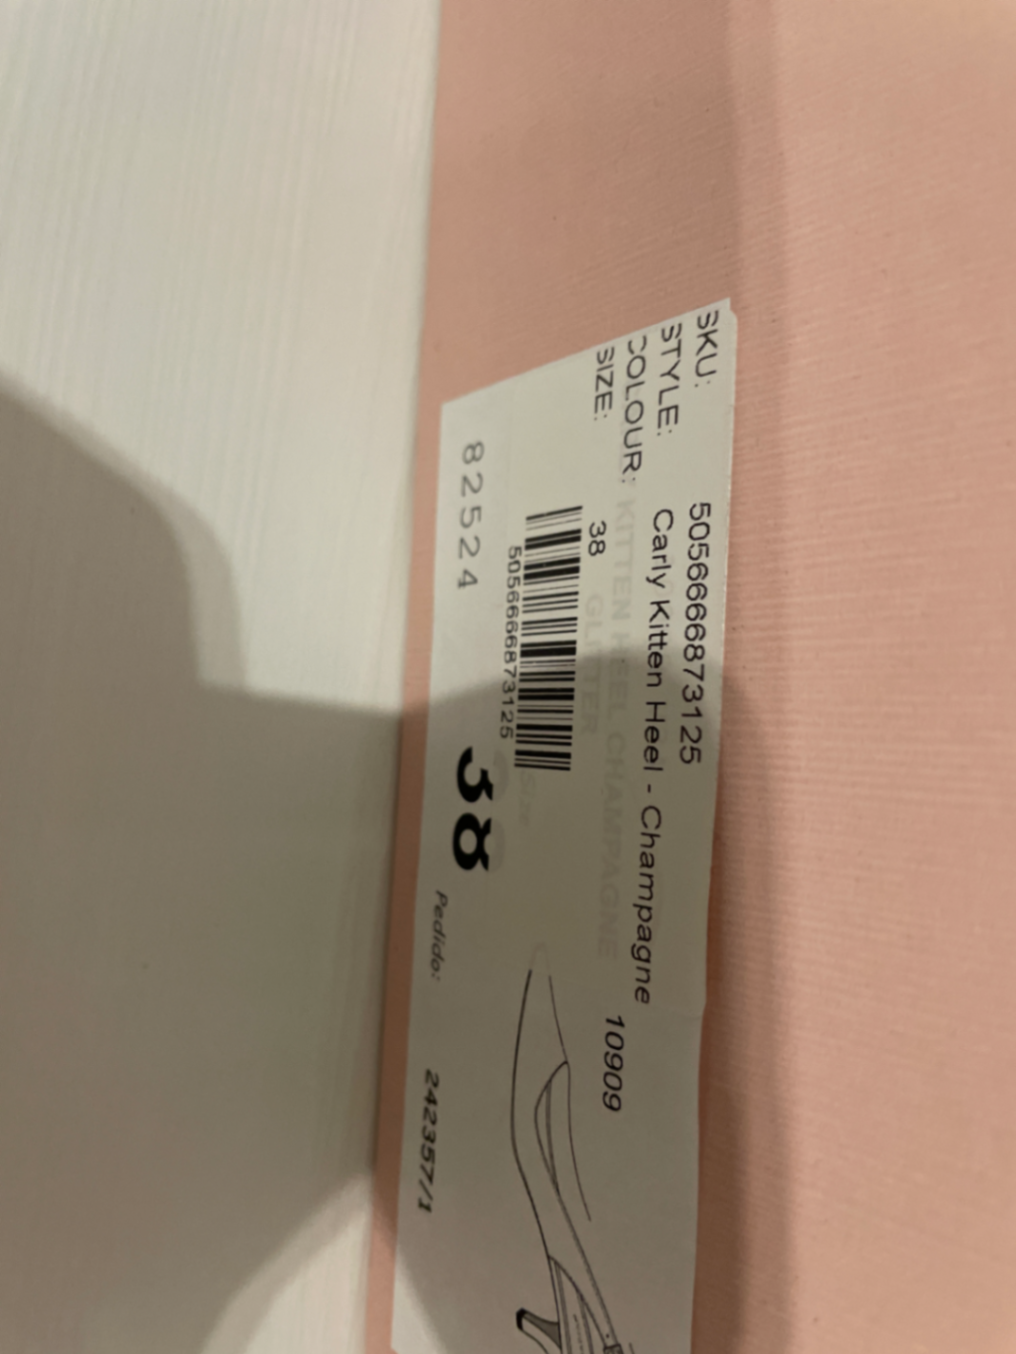 SKU: 5056666873125
STYLE: Carly Kitten Heel - Champagne
COLOUR: KITTEN HEEL CHAMPAGNE
GLITTER
10909
SIZE: 38
5056666873125
Size
82524
38
Pedido: 242357/1